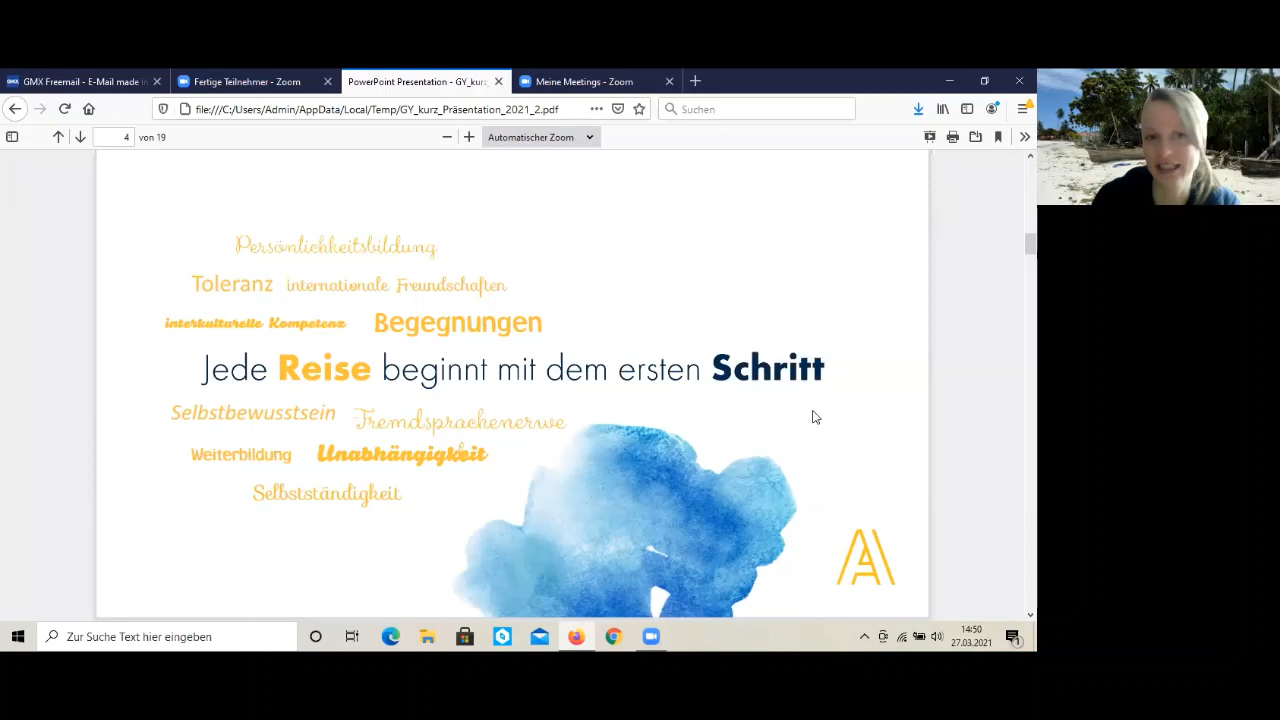 GMX Freemail - E-Mail made in
Fertige Teilnehmer - Zoom
PowerPoint Presentation - GY_kurz_
Meine Meetings - Zoom
file:///C:/Users/Admin/AppData/Local/Temp/GY_kurz_Präsentation_2021_2.pdf
Suchen
4 von 19
Automatischer Zoom
Persönlichkeitsbildung
Toleranz internationale Freundschaften
interkulturelle Kompetenz Begegnungen
Jede Reise beginnt mit dem ersten Schritt
Selbstbewusstsein Fremdsprachenerwe
Weiterbildung Unabhängigkeit
Selbstständigkeit
A
Zur Suche Text hier eingeben
14:50
27.03.2021
1